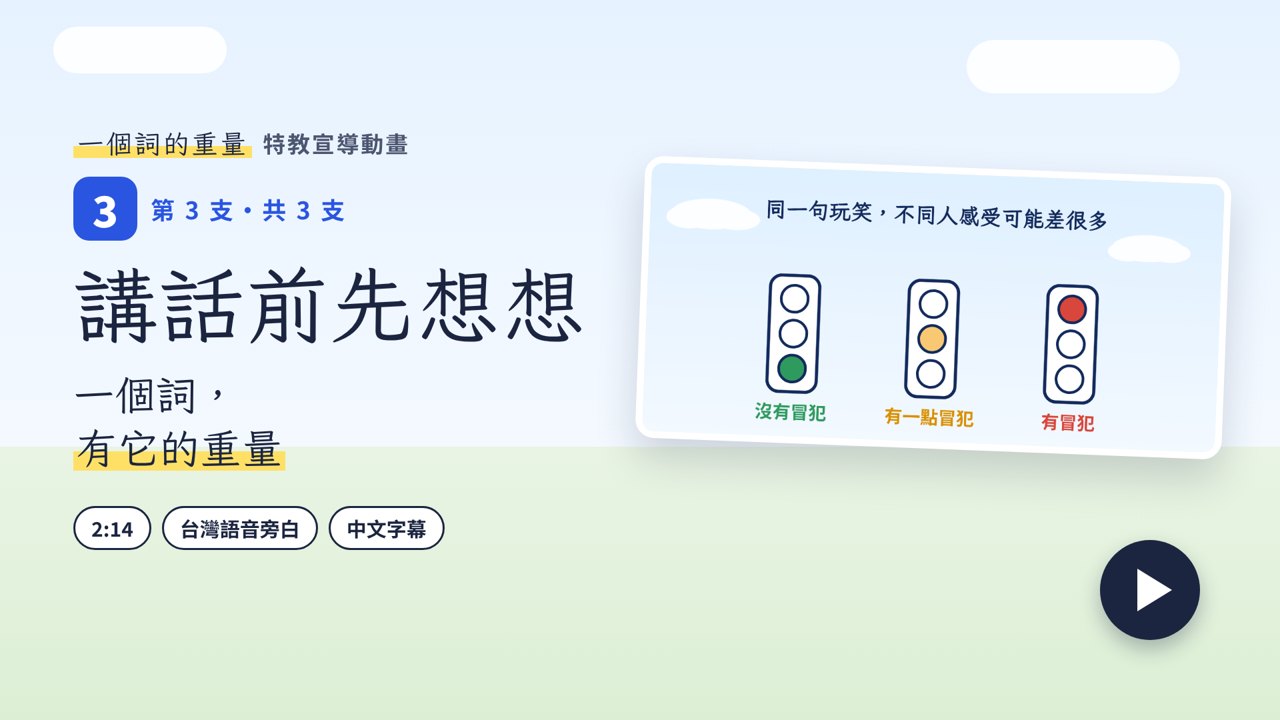 一個詞的重量 特教宣導動畫
3 第 3 支・共 3 支
講話前先想想
一個詞，
有它的重量
2:14 台灣語音旁白 中文字幕
同一句玩笑，不同人感受可能差很多
沒有冒犯 有一點冒犯 有冒犯